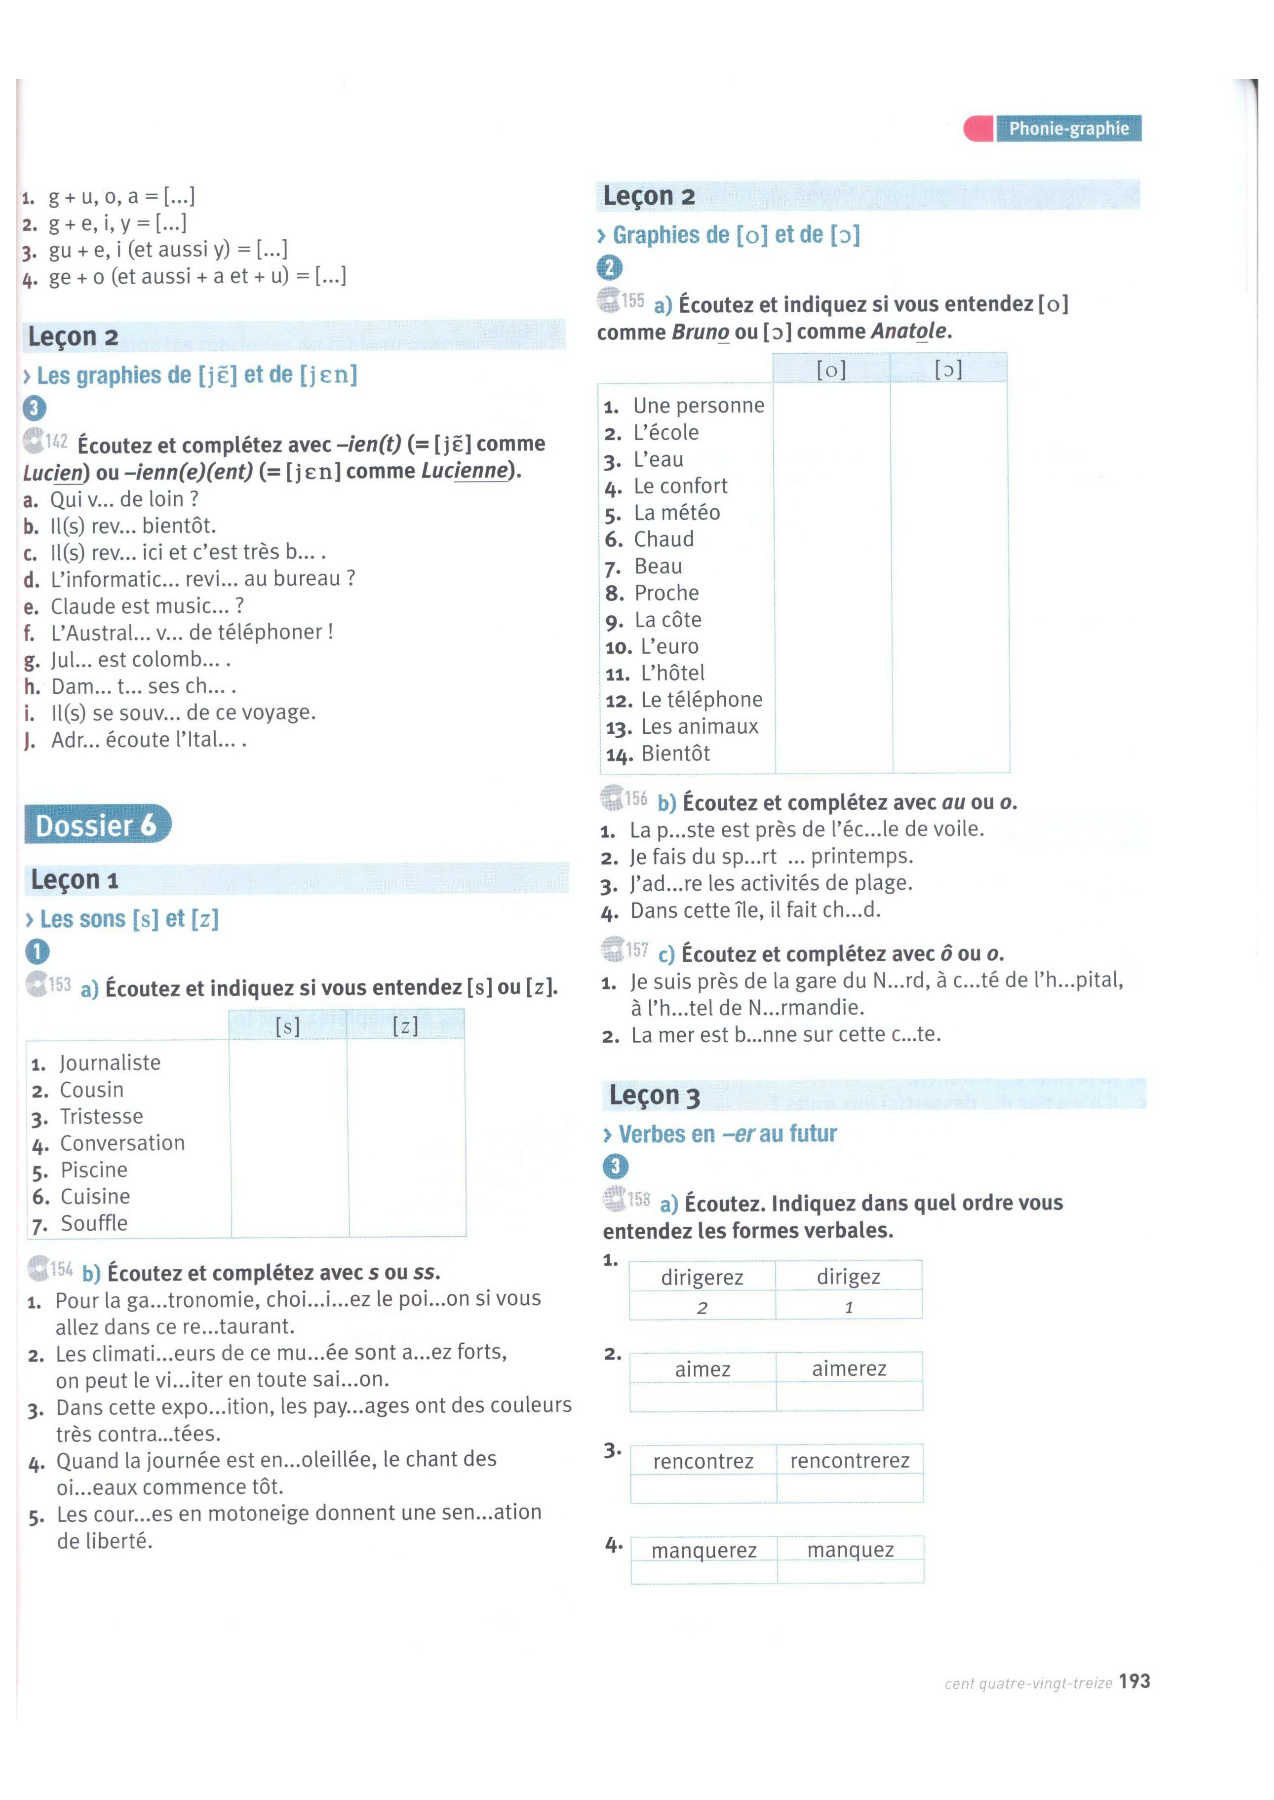 Phonie-graphie
1. g + u, o, a = [...]
2. g + e, i, y = [...]
3. gu + e, i (et aussi y) = [...]
4. ge + o (et aussi + a et + u) = [...]
Leçon 2
› Les graphies de [jɛ̃] et de [jɛn]
3
142 Écoutez et complétez avec –ien(t) (= [jɛ̃] comme
Lucien) ou –ienn(e)(ent) (= [jɛn] comme Lucienne).
a. Qui v... de loin ?
b. Il(s) rev... bientôt.
c. Il(s) rev... ici et c'est très b... .
d. L'informatic... revi... au bureau ?
e. Claude est music... ?
f. L'Austral... v... de téléphoner !
g. Jul... est colomb... .
h. Dam... t... ses ch... .
i. Il(s) se souv... de ce voyage.
J. Adr... écoute l'Ital... .
Dossier 6
Leçon 1
› Les sons [s] et [z]
1
153 a) Écoutez et indiquez si vous entendez [s] ou [z].
[s] [z]
1. Journaliste
2. Cousin
3. Tristesse
4. Conversation
5. Piscine
6. Cuisine
7. Souffle
154 b) Écoutez et complétez avec s ou ss.
1. Pour la ga...tronomie, choi...i...ez le poi...on si vous
allez dans ce re...taurant.
2. Les climati...eurs de ce mu...ée sont a...ez forts,
on peut le vi...iter en toute sai...on.
3. Dans cette expo...ition, les pay...ages ont des couleurs
très contra...tées.
4. Quand la journée est en...oleillée, le chant des
oi...eaux commence tôt.
5. Les cour...es en motoneige donnent une sen...ation
de liberté.
Leçon 2
› Graphies de [o] et de [ɔ]
2
155 a) Écoutez et indiquez si vous entendez [o]
comme Bruno ou [ɔ] comme Anatole.
[o] [ɔ]
1. Une personne
2. L'école
3. L'eau
4. Le confort
5. La météo
6. Chaud
7. Beau
8. Proche
9. La côte
10. L'euro
11. L'hôtel
12. Le téléphone
13. Les animaux
14. Bientôt
156 b) Écoutez et complétez avec au ou o.
1. La p...ste est près de l'éc...le de voile.
2. Je fais du sp...rt ... printemps.
3. J'ad...re les activités de plage.
4. Dans cette île, il fait ch...d.
157 c) Écoutez et complétez avec ô ou o.
1. Je suis près de la gare du N...rd, à c...té de l'h...pital,
à l'h...tel de N...rmandie.
2. La mer est b...nne sur cette c...te.
Leçon 3
› Verbes en –er au futur
3
158 a) Écoutez. Indiquez dans quel ordre vous
entendez les formes verbales.
1.
dirigerez dirigez
2 1
2.
aimez aimerez
3.
rencontrez rencontrerez
4.
manquerez manquez
cent quatre-vingt-treize 193